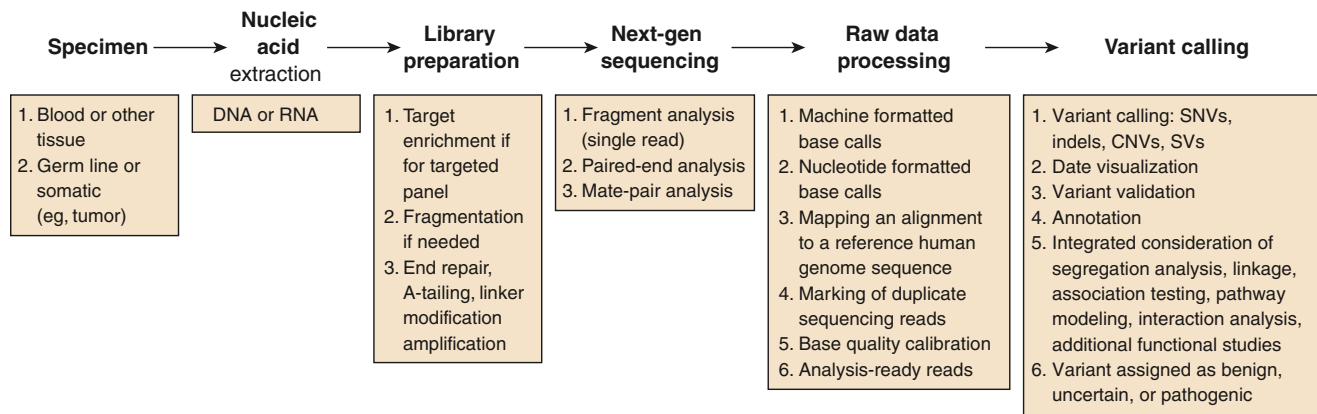 Specimen
Nucleic
acid
extraction
Library
preparation
Next-gen
sequencing
Raw data
processing
Variant calling
1. Blood or other
tissue
2. Germ line or
somatic
(eg, tumor)
DNA or RNA
1. Target
enrichment if
for targeted
panel
2. Fragmentation
if needed
3. End repair,
A-tailing, linker
modification
amplification
1. Fragment analysis
(single read)
2. Paired-end analysis
3. Mate-pair analysis
1. Machine formatted
base calls
2. Nucleotide formatted
base calls
3. Mapping an alignment
to a reference human
genome sequence
4. Marking of duplicate
sequencing reads
5. Base quality calibration
6. Analysis-ready reads
1. Variant calling: SNVs,
indels, CNVs, SVs
2. Date visualization
3. Variant validation
4. Annotation
5. Integrated consideration of
segregation analysis, linkage,
association testing, pathway
modeling, interaction analysis,
additional functional studies
6. Variant assigned as benign,
uncertain, or pathogenic